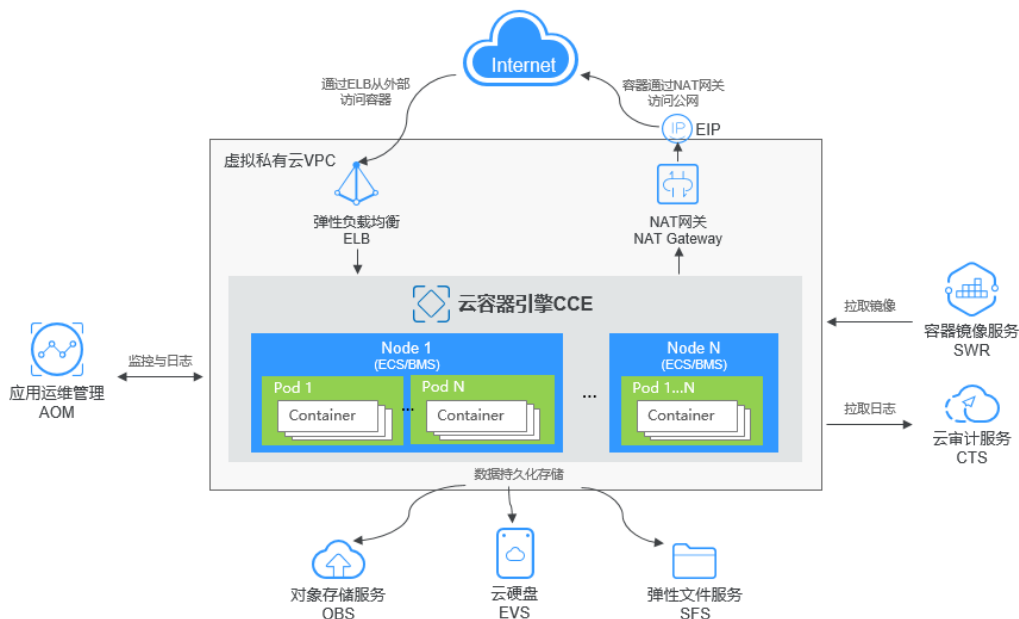 Internet
通过ELB从外部
访问容器
容器通过NAT网关
访问公网
IP
EIP
虚拟私有云VPC
弹性负载均衡
ELB
NAT网关
NAT Gateway
云容器引擎CCE
Node 1
(ECS/BMS)
Pod 1
Container
...
Pod N
Container
...
Node N
(ECS/BMS)
Pod 1...N
Container
监控与日志
应用运维管理
AOM
拉取镜像
容器镜像服务
SWR
拉取日志
云审计服务
CTS
数据持久化存储
对象存储服务
OBS
云硬盘
EVS
弹性文件服务
SFS